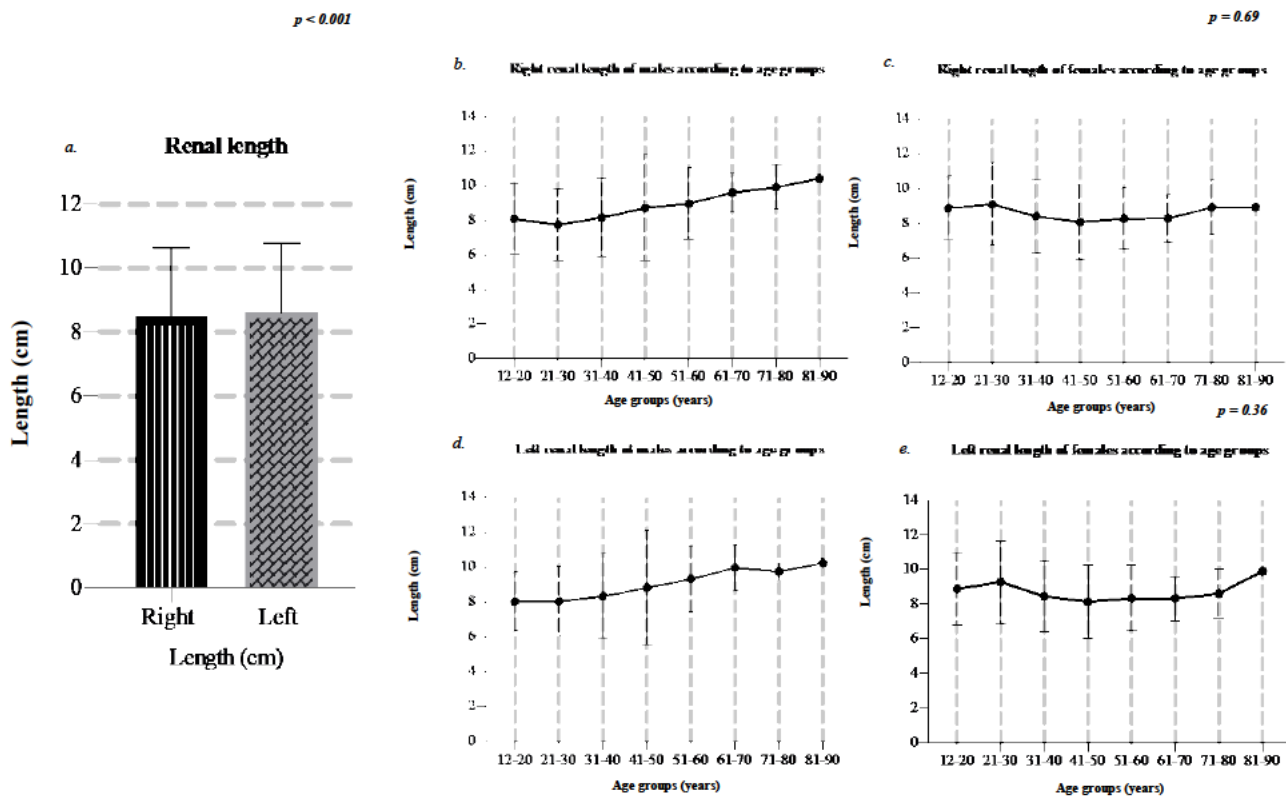 p < 0.001
a.
Renal length
12
10
8
6
4
2
0
Length (cm)
Right
Left
Length (cm)
b.
Right renal length of males according to age groups
14
12
10
8
6
4
2
0
Length (cm)
12-20
21-30
31-40
41-50
51-60
61-70
71-80
81-90
Age groups (years)
p = 0.69
c.
Right renal length of females according to age groups
14
12
10
8
6
4
2
0
Length (cm)
12-20
21-30
31-40
41-50
51-60
61-70
71-80
81-90
Age groups (years)
d.
Left renal length of males according to age groups
14
12
10
8
6
4
2
0
Length (cm)
12-20
21-30
31-40
41-50
51-60
61-70
71-80
81-90
Age groups (years)
p = 0.36
e.
Left renal length of females according to age groups
14
12
10
8
6
4
2
0
Length (cm)
12-20
21-30
31-40
41-50
51-60
61-70
71-80
81-90
Age groups (years)